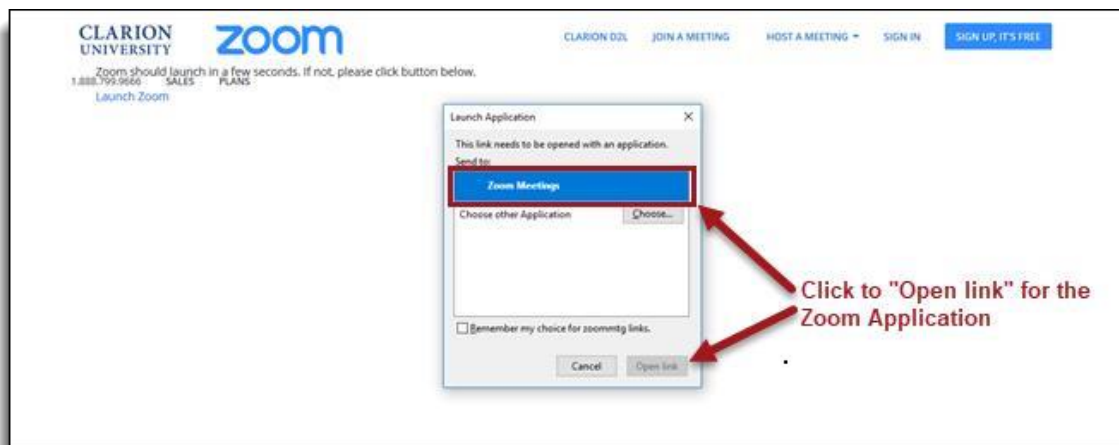 CLARION
UNIVERSITY
zoom
CLARION D2L JOIN A MEETING HOST A MEETING SIGN IN SIGN UP, IT'S FREE
Zoom should launch in a few seconds. If not, please click button below.
1.888.799.9666 SALES PLANS
Launch Zoom
Launch Application
This link needs to be opened with an application.
Send to:
Zoom Meetings
Choose other Application Choose...
Click to "Open link" for the
Zoom Application
Remember my choice for zoommtg links.
Cancel Open link
.